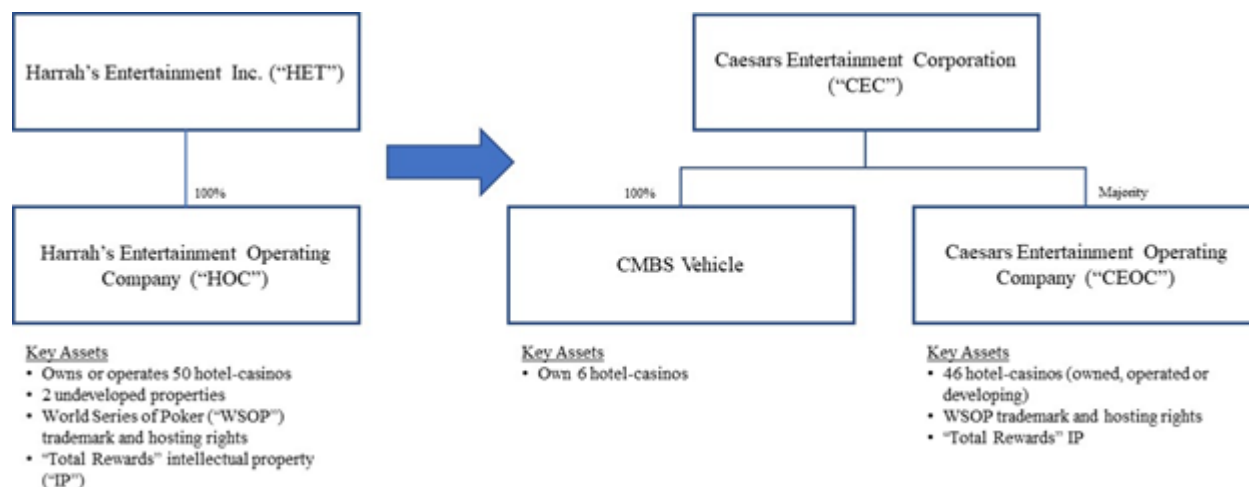 Harrah's Entertainment Inc. ("HET")
100%
Harrah's Entertainment Operating
Company ("HOC")
Key Assets
• Owns or operates 50 hotel-casinos
• 2 undeveloped properties
• World Series of Poker ("WSOP")
trademark and hosting rights
• "Total Rewards" intellectual property
("IP")
Caesars Entertainment Corporation
("CEC")
100%
Majority
CMBS Vehicle
Key Assets
• Own 6 hotel-casinos
Caesars Entertainment Operating
Company ("CEOC")
Key Assets
• 46 hotel-casinos (owned, operated or
developing)
• WSOP trademark and hosting rights
• "Total Rewards" IP